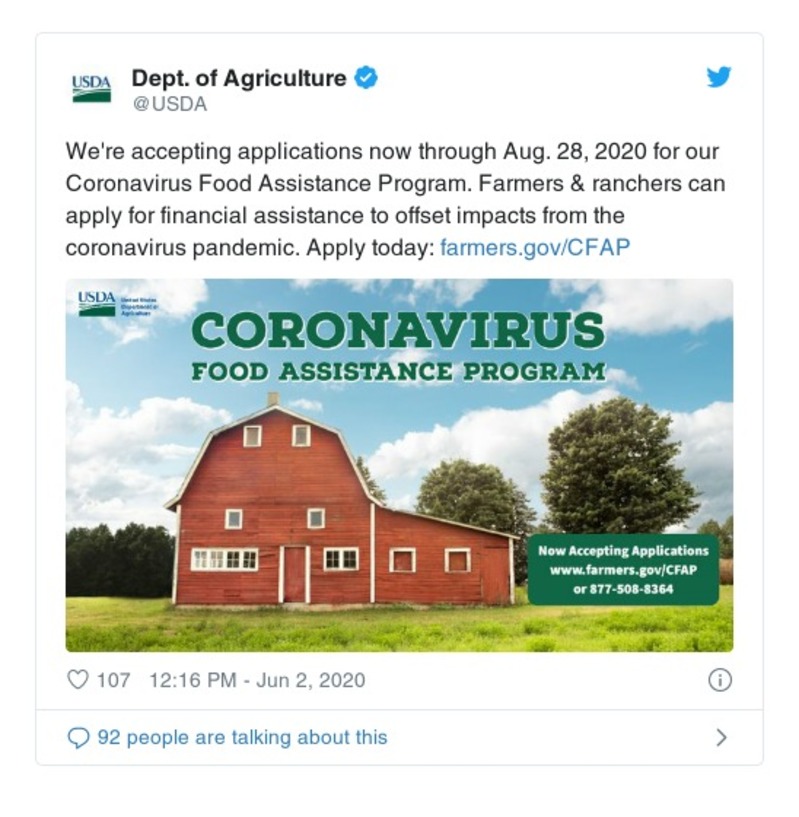 USDA
Dept. of Agriculture
@USDA
We're accepting applications now through Aug. 28, 2020 for our
Coronavirus Food Assistance Program. Farmers & ranchers can
apply for financial assistance to offset impacts from the
coronavirus pandemic. Apply today: farmers.gov/CFAP
USDA
United States
Department of
Agriculture
CORONAVIRUS
FOOD ASSISTANCE PROGRAM
Now Accepting Applications
www.farmers.gov/CFAP
or 877-508-8364
107 12:16 PM - Jun 2, 2020
92 people are talking about this